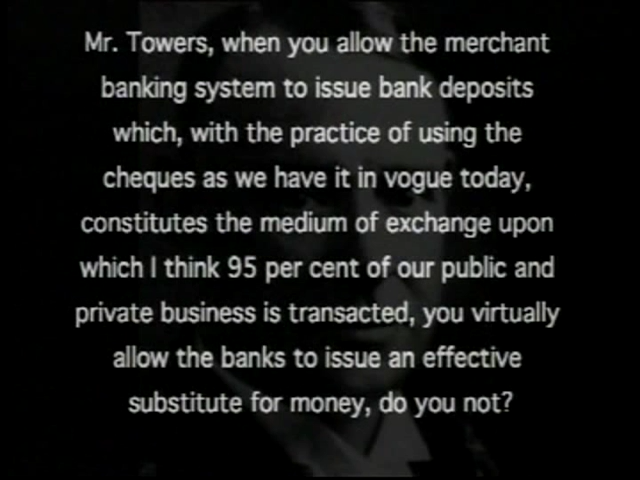 Mr. Towers, when you allow the merchant
banking system to issue bank deposits
which, with the practice of using the
cheques as we have it in vogue today,
constitutes the medium of exchange upon
which I think 95 per cent of our public and
private business is transacted, you virtually
allow the banks to issue an effective
substitute for money, do you not?